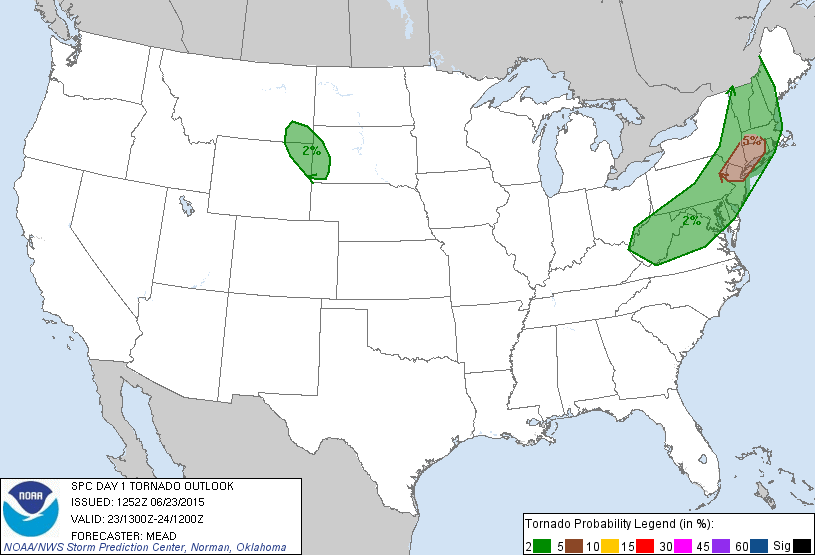 5%
2%
2%
NOAA
SPC DAY 1 TORNADO OUTLOOK
ISSUED: 1252Z 06/23/2015
VALID: 23/1300Z-24/1200Z
FORECASTER: MEAD
NOAA/NWS Storm Prediction Center, Norman, Oklahoma
Tornado Probability Legend (in %):
2 5 10 15 30 45 60 Sig